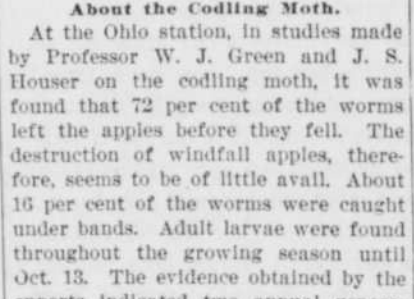 About the Codling Moth.
At the Ohio station, in studies made
by Professor W. J. Green and J. S.
Houser on the codling moth, it was
found that 72 per cent of the worms
left the apples before they fell. The
destruction of windfall apples, there-
fore, seems to be of little avail. About
16 per cent of the worms were caught
under bands. Adult larvae were found
throughout the growing season until
Oct. 13. The evidence obtained by the